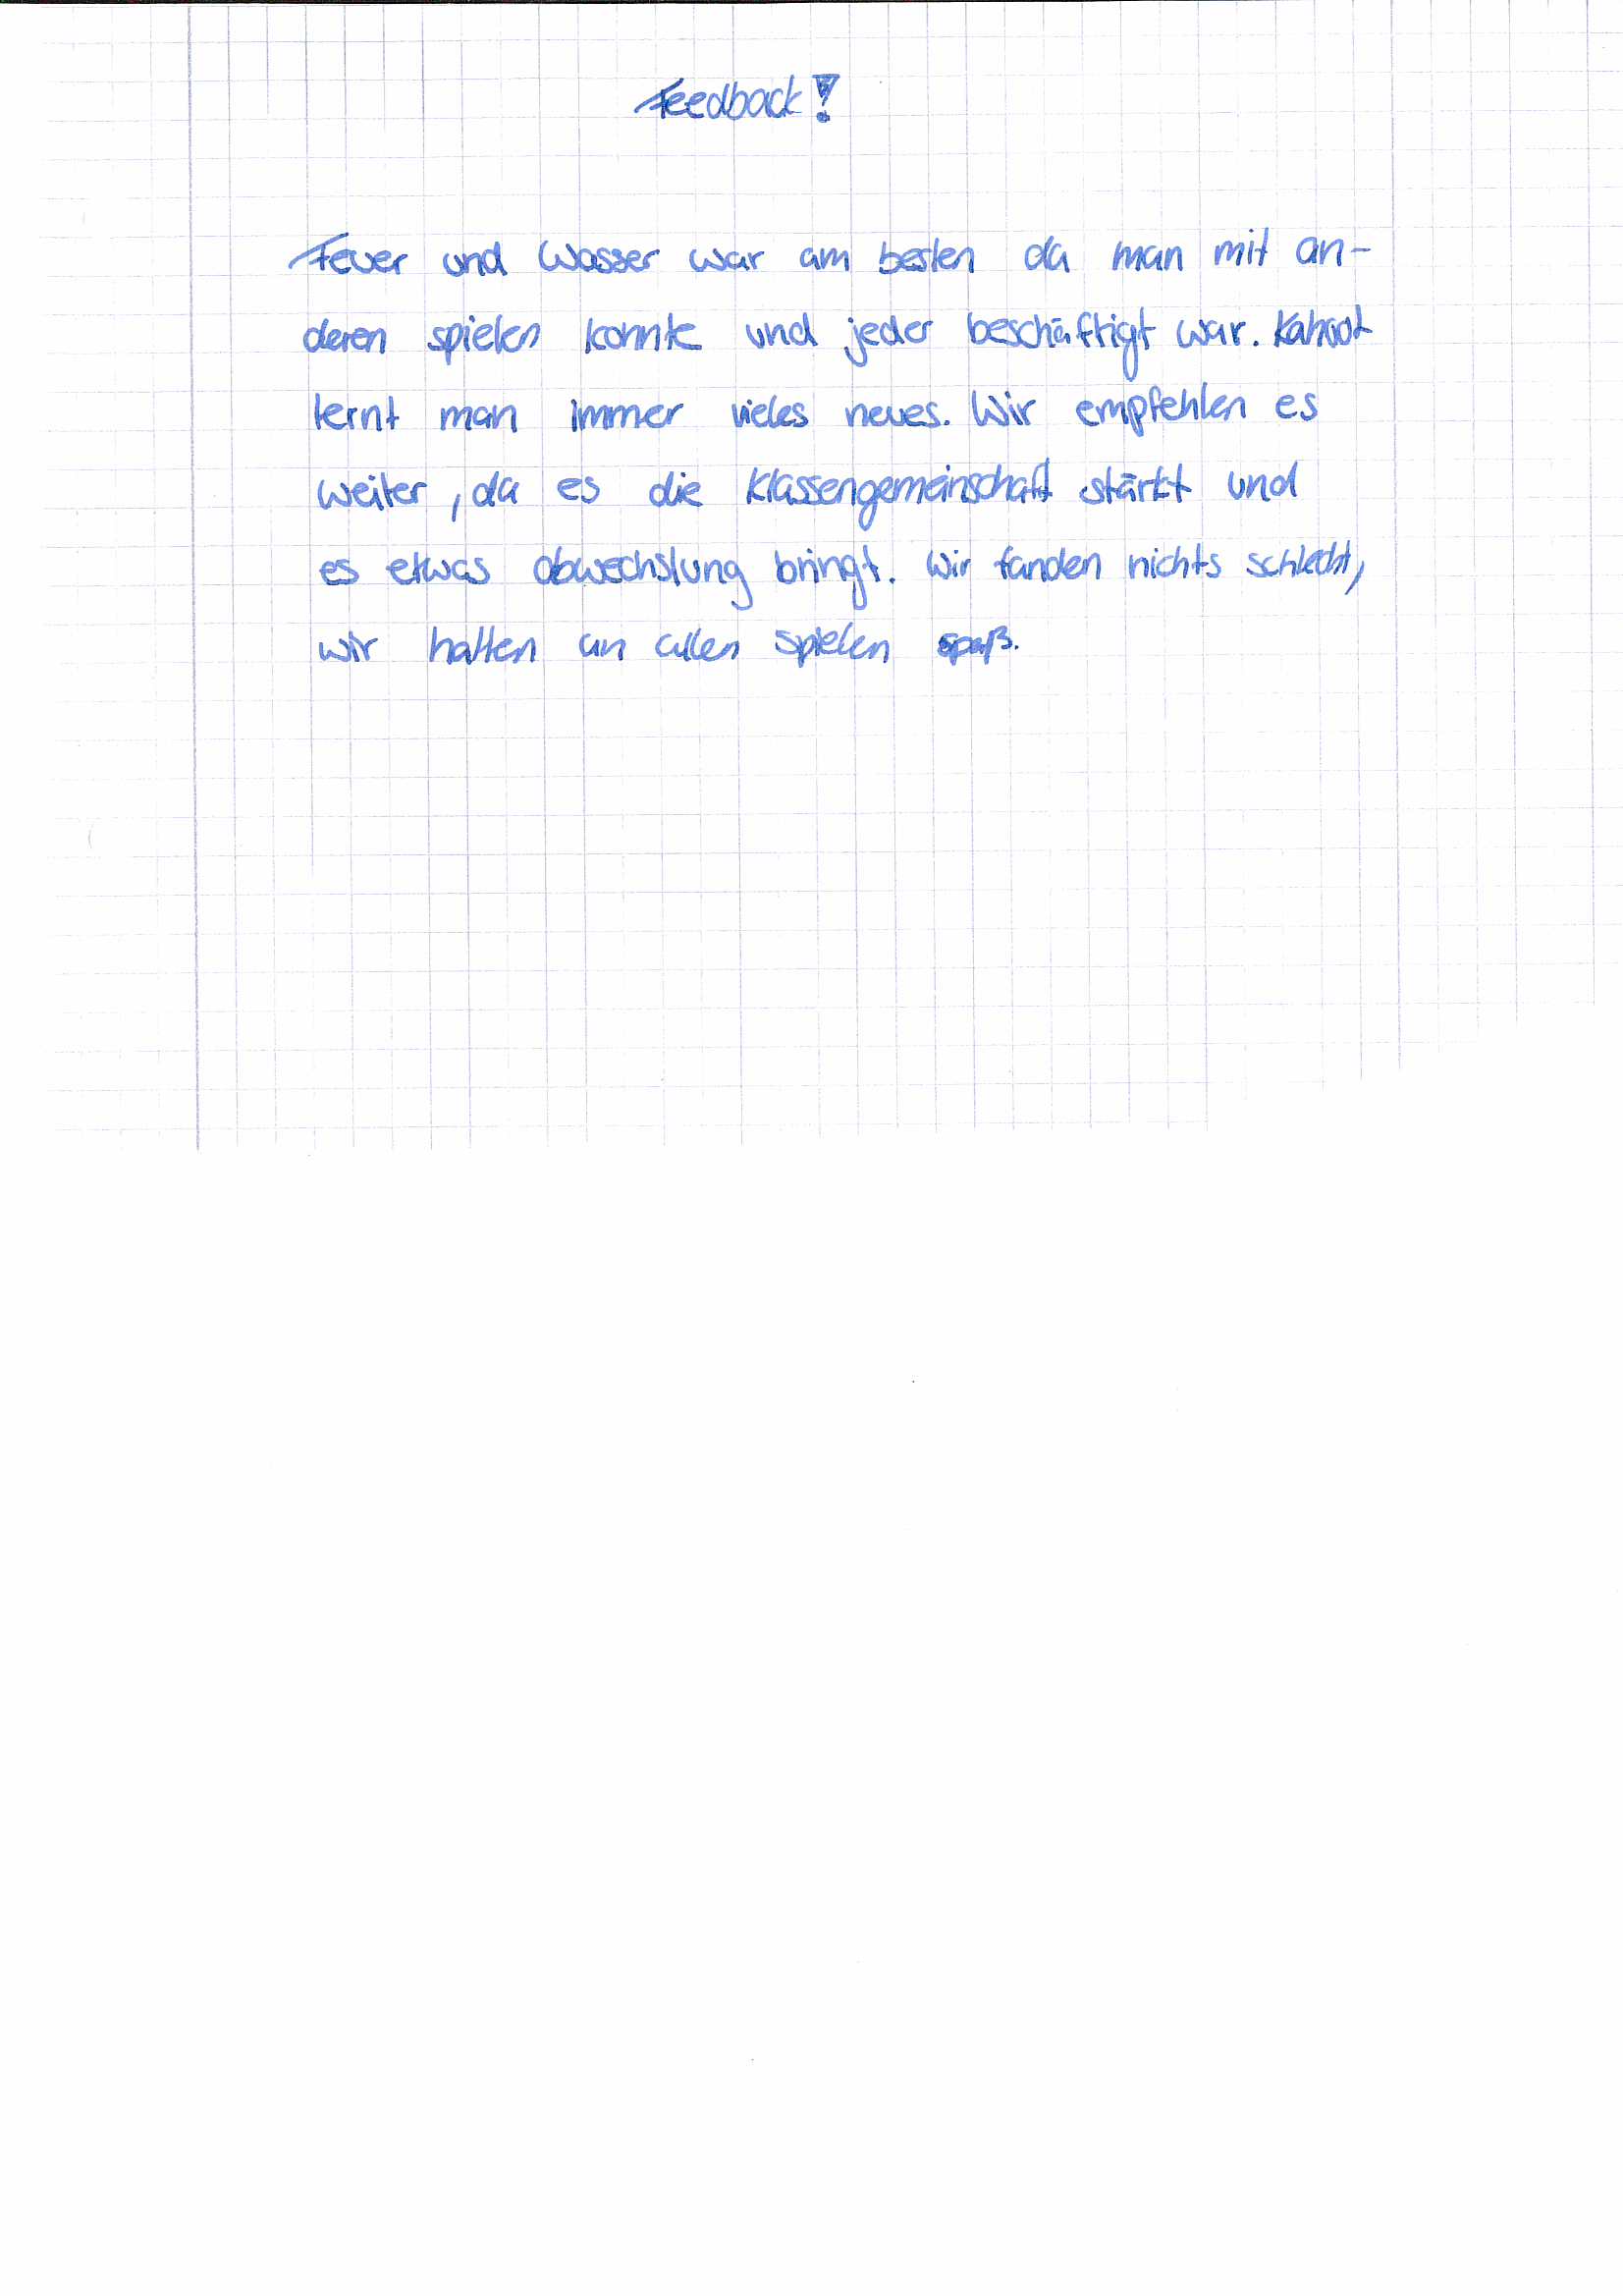 Feedback!
Feuer und Wasser war am besten da man mit an-
deren spielen konnte und jeder beschäftigt war. Kahoot
lernt man immer vieles neues. Wir empfehlen es
weiter, da es die Klassengemeinschaft stärkt und
es etwas abwechslung bringt. Wir fanden nichts schlecht,
wir hatten an allen spielen spaß.